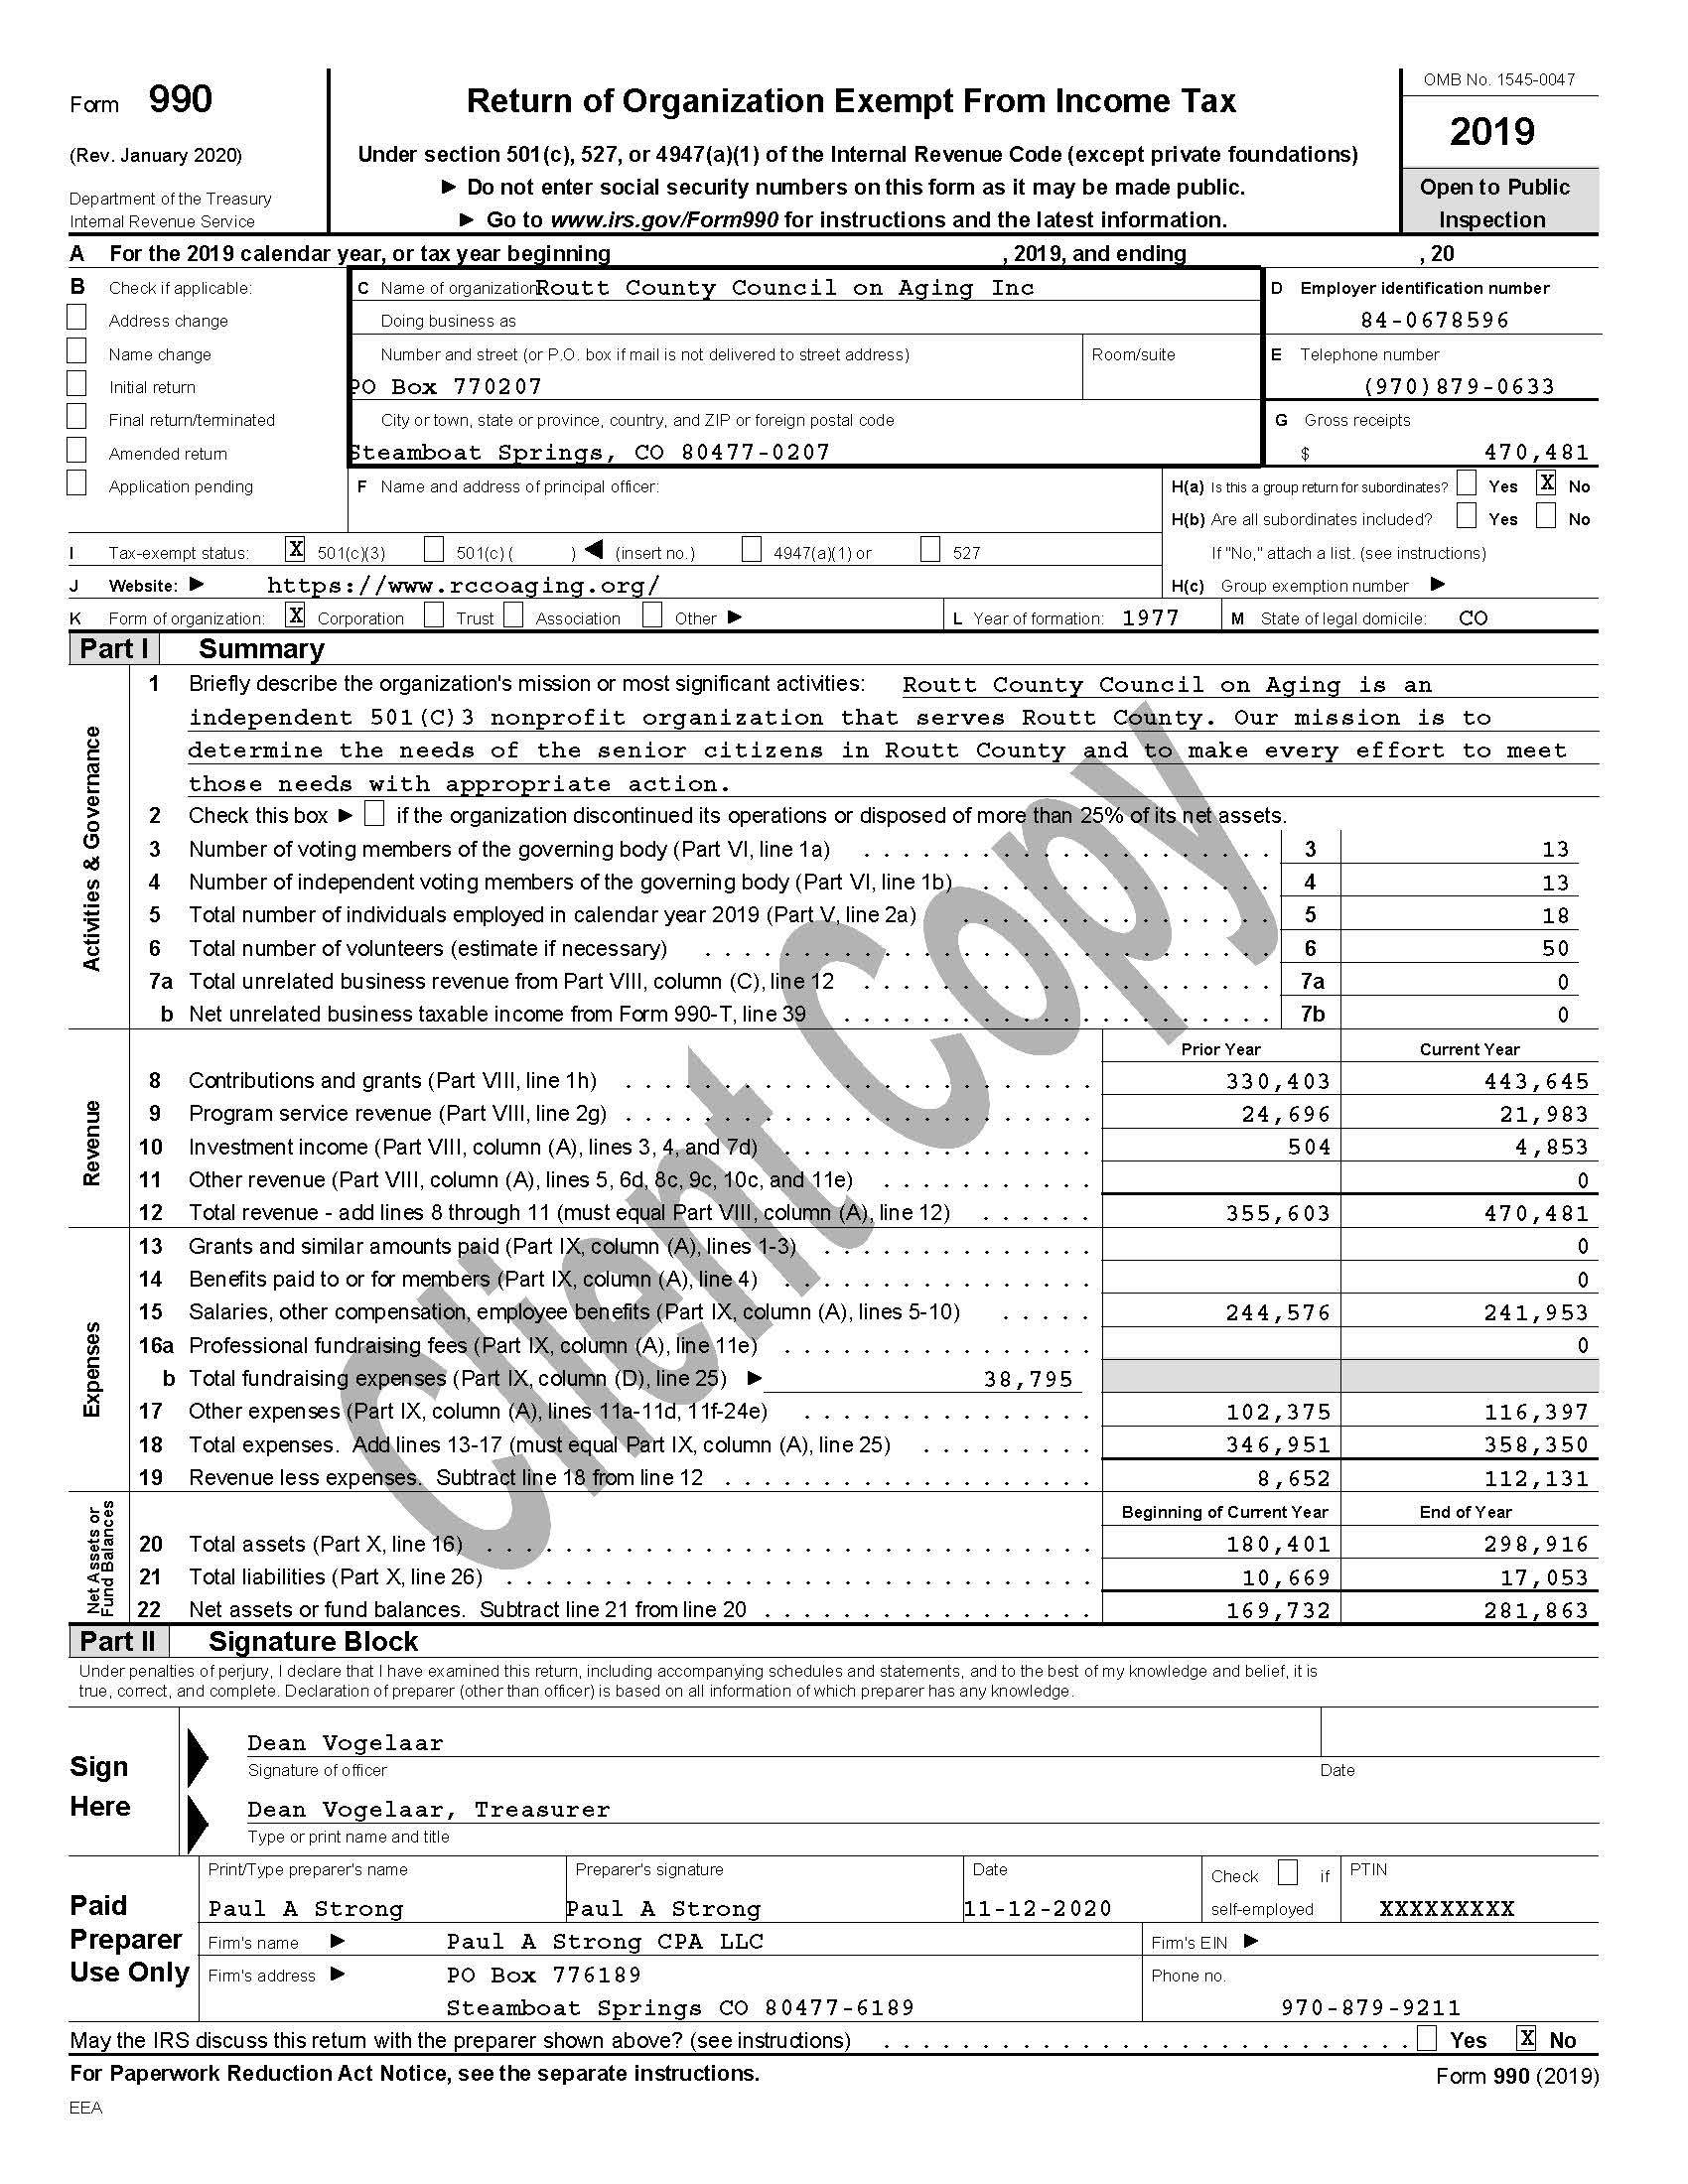 Form 990
(Rev. January 2020)
Department of the Treasury
Internal Revenue Service
Return of Organization Exempt From Income Tax
Under section 501(c), 527, or 4947(a)(1) of the Internal Revenue Code (except private foundations)
► Do not enter social security numbers on this form as it may be made public.
► Go to www.irs.gov/Form990 for instructions and the latest information.
OMB No. 1545-0047
2019
Open to Public
Inspection
A For the 2019 calendar year, or tax year beginning , 2019, and ending , 20
B Check if applicable:
Address change
Name change
Initial return
Final return/terminated
Amended return
Application pending
C Name of organization Routt County Council on Aging Inc
Doing business as
Number and street (or P.O. box if mail is not delivered to street address) Room/suite
PO Box 770207
City or town, state or province, country, and ZIP or foreign postal code
Steamboat Springs, CO 80477-0207
D Employer identification number
84-0678596
E Telephone number
(970)879-0633
G Gross receipts
$ 470,481
F Name and address of principal officer:
H(a) Is this a group return for subordinates? Yes X No
H(b) Are all subordinates included? Yes No
If "No," attach a list. (see instructions)
H(c) Group exemption number ►
I Tax-exempt status: X 501(c)(3) 501(c) ( ) ◄ (insert no.) 4947(a)(1) or 527
J Website: ► https://www.rccoaging.org/
K Form of organization: X Corporation Trust Association Other ► L Year of formation: 1977 M State of legal domicile: CO
Part I Summary
Activities & Governance
1 Briefly describe the organization's mission or most significant activities: Routt County Council on Aging is an
independent 501(C)3 nonprofit organization that serves Routt County. Our mission is to
determine the needs of the senior citizens in Routt County and to make every effort to meet
those needs with appropriate action.
2 Check this box ► if the organization discontinued its operations or disposed of more than 25% of its net assets.
3 Number of voting members of the governing body (Part VI, line 1a) 3 13
4 Number of independent voting members of the governing body (Part VI, line 1b) 4 13
5 Total number of individuals employed in calendar year 2019 (Part V, line 2a) 5 18
6 Total number of volunteers (estimate if necessary) 6 50
7a Total unrelated business revenue from Part VIII, column (C), line 12 7a 0
b Net unrelated business taxable income from Form 990-T, line 39 7b 0
Prior Year Current Year
Revenue
8 Contributions and grants (Part VIII, line 1h) 330,403 443,645
9 Program service revenue (Part VIII, line 2g) 24,696 21,983
10 Investment income (Part VIII, column (A), lines 3, 4, and 7d) 504 4,853
11 Other revenue (Part VIII, column (A), lines 5, 6d, 8c, 9c, 10c, and 11e) 0
12 Total revenue - add lines 8 through 11 (must equal Part VIII, column (A), line 12) 355,603 470,481
Expenses
13 Grants and similar amounts paid (Part IX, column (A), lines 1-3) 0
14 Benefits paid to or for members (Part IX, column (A), line 4) 0
15 Salaries, other compensation, employee benefits (Part IX, column (A), lines 5-10) 244,576 241,953
16a Professional fundraising fees (Part IX, column (A), line 11e) 0
b Total fundraising expenses (Part IX, column (D), line 25) ► 38,795
17 Other expenses (Part IX, column (A), lines 11a-11d, 11f-24e) 102,375 116,397
18 Total expenses. Add lines 13-17 (must equal Part IX, column (A), line 25) 346,951 358,350
19 Revenue less expenses. Subtract line 18 from line 12 8,652 112,131
Net Assets or
Fund Balances
Beginning of Current Year End of Year
20 Total assets (Part X, line 16) 180,401 298,916
21 Total liabilities (Part X, line 26) 10,669 17,053
22 Net assets or fund balances. Subtract line 21 from line 20 169,732 281,863
Client Copy
Part II Signature Block
Under penalties of perjury, I declare that I have examined this return, including accompanying schedules and statements, and to the best of my knowledge and belief, it is
true, correct, and complete. Declaration of preparer (other than officer) is based on all information of which preparer has any knowledge.
Sign
Here
Dean Vogelaar
Signature of officer Date
Dean Vogelaar, Treasurer
Type or print name and title
Paid
Preparer
Use Only
Print/Type preparer's name Preparer's signature Date Check if PTIN
Paul A Strong Paul A Strong 11-12-2020 self-employed XXXXXXXXX
Firm's name ► Paul A Strong CPA LLC Firm's EIN ►
Firm's address ► PO Box 776189 Phone no.
Steamboat Springs CO 80477-6189 970-879-9211
May the IRS discuss this return with the preparer shown above? (see instructions) Yes X No
For Paperwork Reduction Act Notice, see the separate instructions. Form 990 (2019)
EEA